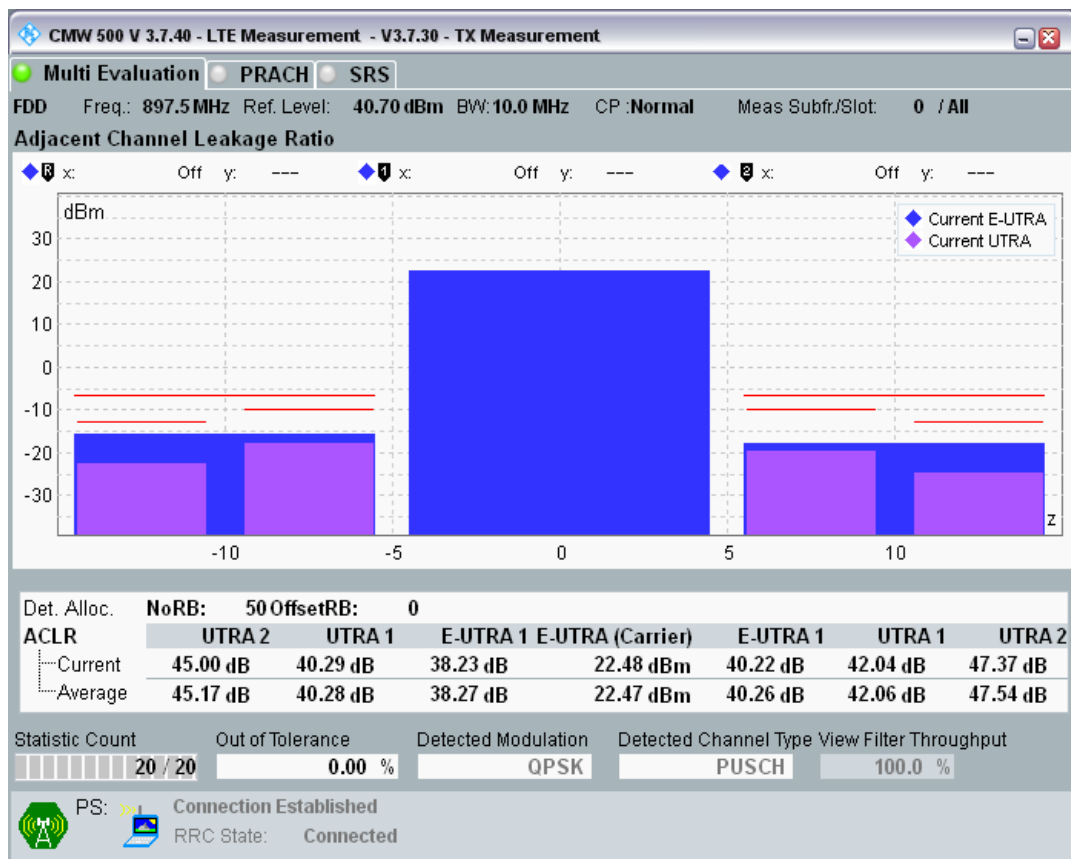 CMW 500 V 3.7.40 - LTE Measurement - V3.7.30 - TX Measurement
Multi Evaluation PRACH SRS
FDD Freq.: 897.5 MHz Ref. Level: 40.70 dBm BW: 10.0 MHz CP :Normal Meas Subfr./Slot: 0 / All
Adjacent Channel Leakage Ratio
R x: Off y: --- 1 x: Off y: --- 2 x: Off y: ---
dBm
Current E-UTRA
Current UTRA
30
20
10
0
-10
-20
-30
z
-10 -5 0 5 10
Det. Alloc. NoRB: 50 OffsetRB: 0
ACLR UTRA 2 UTRA 1 E-UTRA 1 E-UTRA (Carrier) E-UTRA 1 UTRA 1 UTRA 2
Current 45.00 dB 40.29 dB 38.23 dB 22.48 dBm 40.22 dB 42.04 dB 47.37 dB
Average 45.17 dB 40.28 dB 38.27 dB 22.47 dBm 40.26 dB 42.06 dB 47.54 dB
Statistic Count Out of Tolerance Detected Modulation Detected Channel Type View Filter Throughput
20 / 20 0.00 % QPSK PUSCH 100.0 %
PS: Connection Established
RRC State: Connected